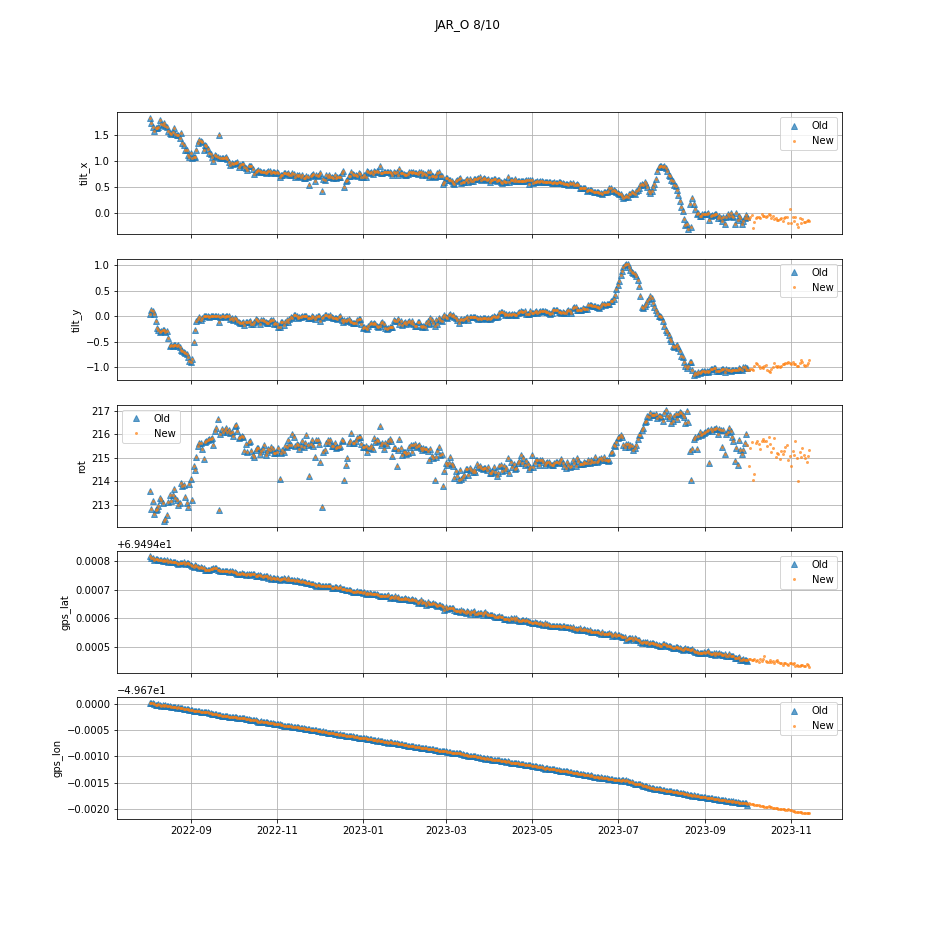 JAR_O 8/10
tilt_x
1.5
1.0
0.5
0.0
Old
New
tilt_y
1.0
0.5
0.0
−0.5
−1.0
Old
New
rot
217
216
215
214
213
Old
New
+6.9494e1
gps_lat
0.0008
0.0007
0.0006
0.0005
Old
New
−4.967e1
gps_lon
0.0000
−0.0005
−0.0010
−0.0015
−0.0020
Old
New
2022-09 2022-11 2023-01 2023-03 2023-05 2023-07 2023-09 2023-11